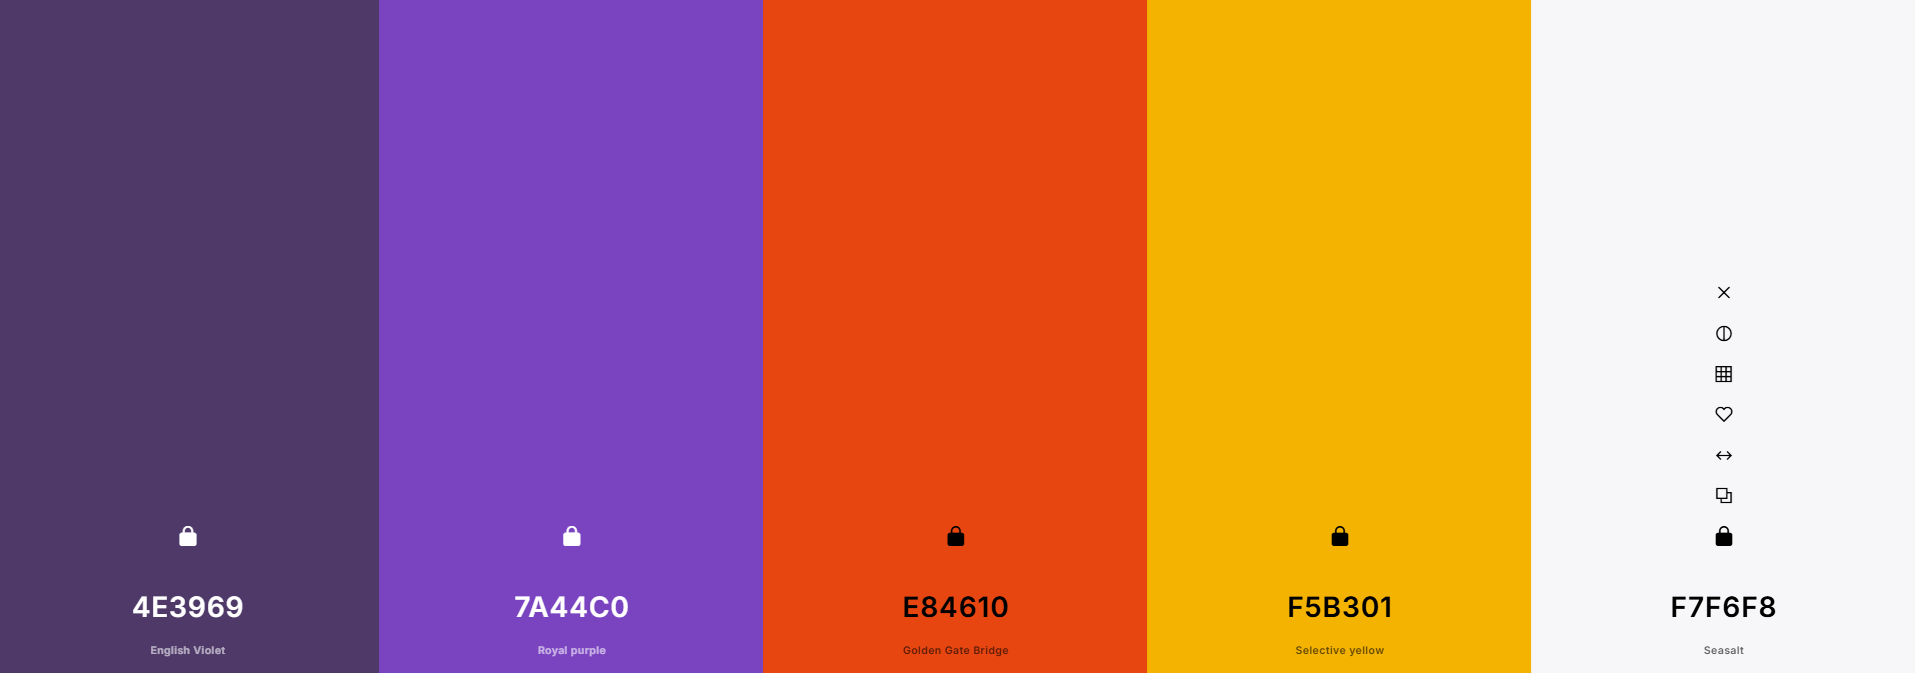 4E3969
English Violet
7A44C0
Royal purple
E84610
Golden Gate Bridge
F5B301
Selective yellow
F7F6F8
Seasalt